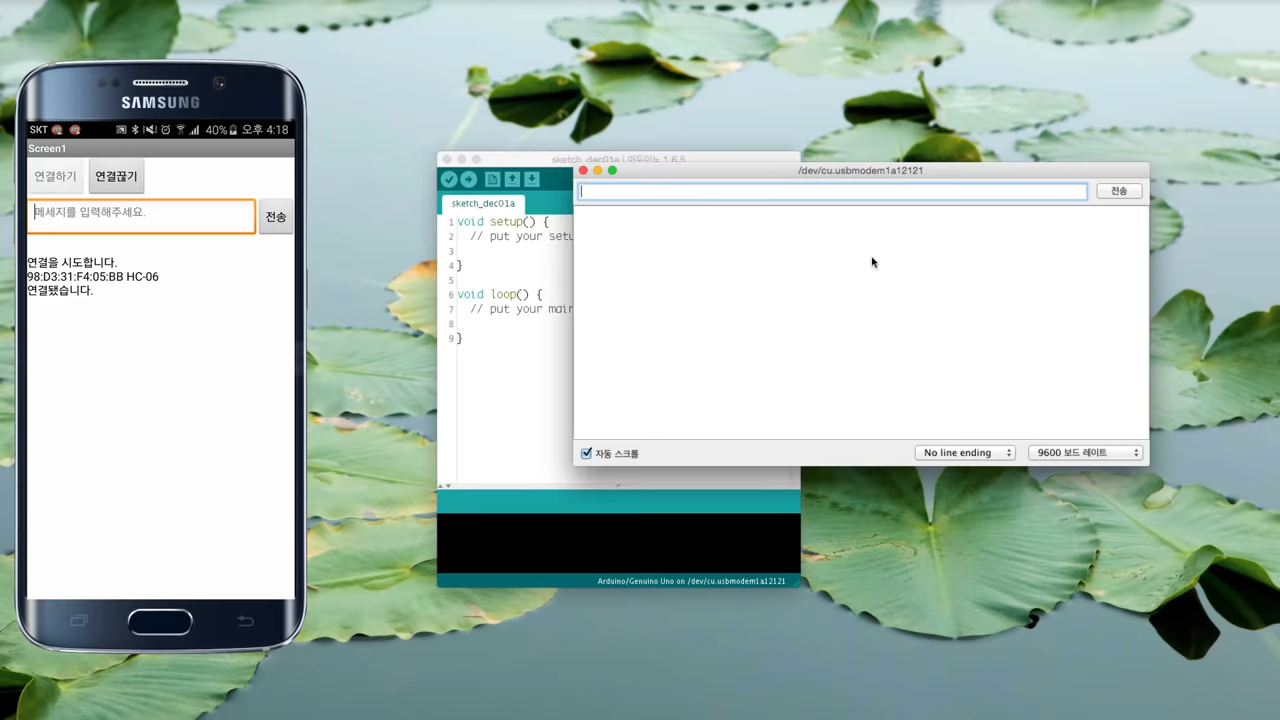 SAMSUNG
SKT 40% 오후 4:18
Screen1
연결하기 연결끊기
메세지를 입력해주세요. 전송
연결을 시도합니다.
98:D3:31:F4:05:BB HC-06
연결됐습니다.
sketch_dec01a | 아두이노 1.6.5
sketch_dec01a
1 void setup() {
2 // put your setu
3
4 }
5
6 void loop() {
7 // put your main
8
9 }
Arduino/Genuino Uno on /dev/cu.usbmodem1a12121
/dev/cu.usbmodem1a12121
전송
자동 스크롤 No line ending 9600 보드 레이트